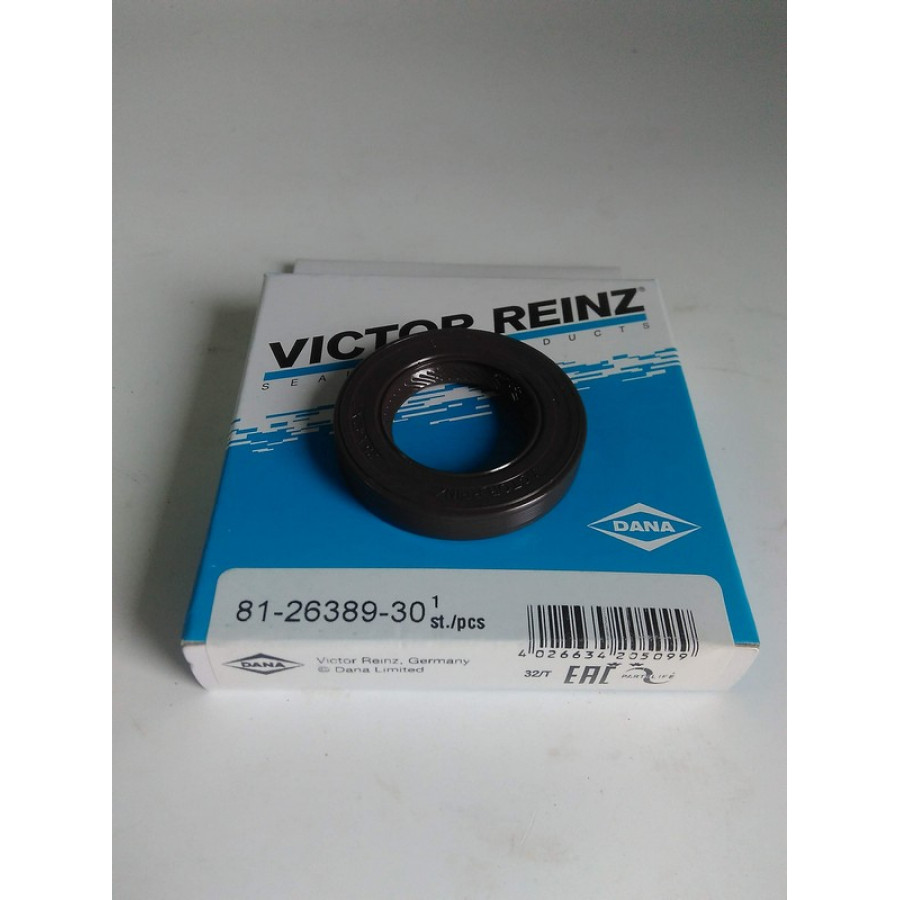 VICTOR REINZ®
DANA
81-26389-30 1 st./pcs
DANA
Victor Reinz, Germany
© Dana Limited
4 026634 205099
32/T EAC PARTSLIFE